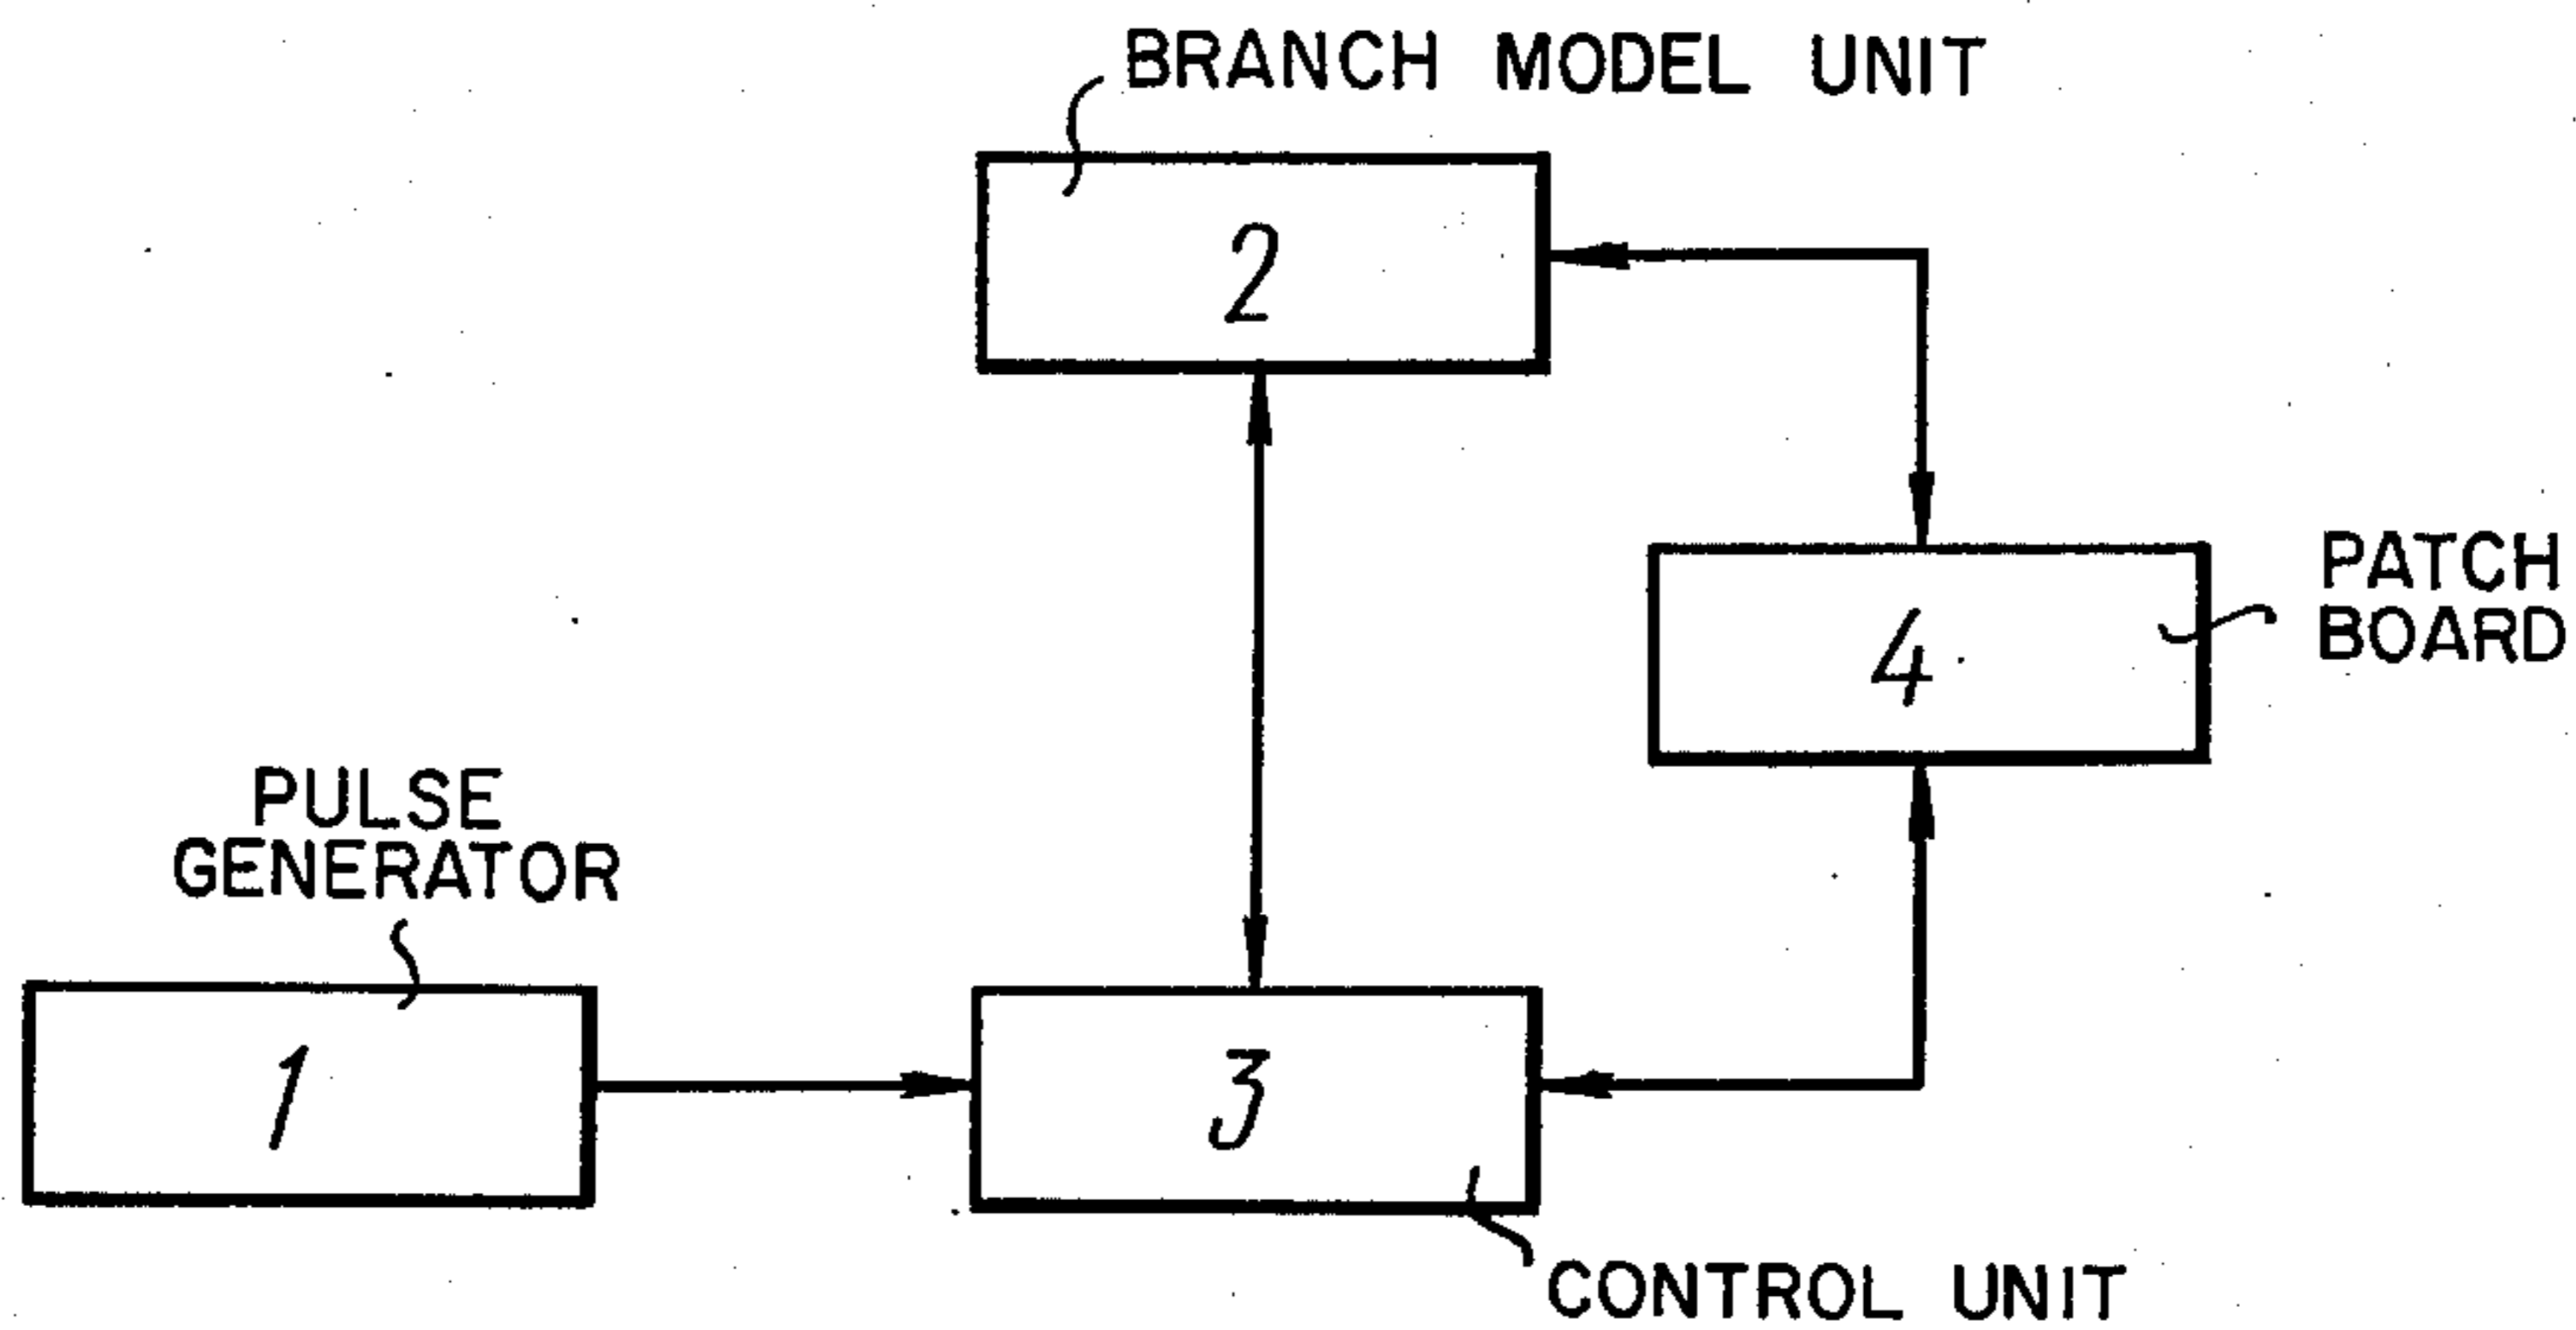 BRANCH MODEL UNIT
2
PATCH
BOARD
4
PULSE
GENERATOR
1
3
CONTROL UNIT